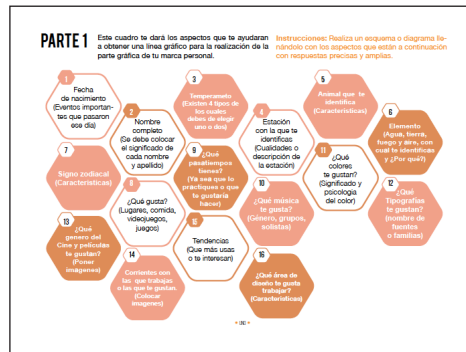 PARTE 1
Este cuadro te dará los aspectos que te ayudaran
a obtener una línea gráfico para la realización de la
parte gráfica de tu marca personal.
Instrucciones: Realiza un esquema o diagrama lle-
nándolo con los aspectos que están a continuación
con respuestas precisas y amplias.
1
Fecha
de nacimiento
(Eventos importan-
tes que pasaron
ese día)
2
Nombre
completo
(Se debe colocar
el significado de
cada nombre
y apellido)
3
Temperameto
(Existen 4 tipos de
los cuales
debes de elegir
uno o dos)
4
Estación
con la que te
identificas
(Cualidades o
descripción de
la estación)
5
Animal que te
identifica
(Características)
6
Elemento
(Agua, tierra,
fuego y aire, con
cual te identificas
y ¿Por qué?)
7
Signo zodiacal
(Características)
8
¿Qué gusta?
(Lugares, comida,
videojuegos,
juegos)
9
¿Qué
pasatiempos
tienes?
(Ya sea que lo
práctiques o que
te gustaría
hacer)
10
¿Qué música
te gusta?
(Género, grupos,
solistas)
11
¿Qué
colores
te gustan?
(Significado y
psicología
del color)
12
¿Qué
Tipografías
te gustan?
(nombre de
fuentes
o familias)
13
¿Qué
genero del
Cine y películas
te gustan?
(Poner
imágenes)
14
Corrientes con
las que trabajas
o las que te gustan.
(Colocar
imagenes)
15
Tendencias
(Que más usas
o te interesan)
16
¿Qué área de
diseño te gusta
trabajar?
(Características)
• UNO •